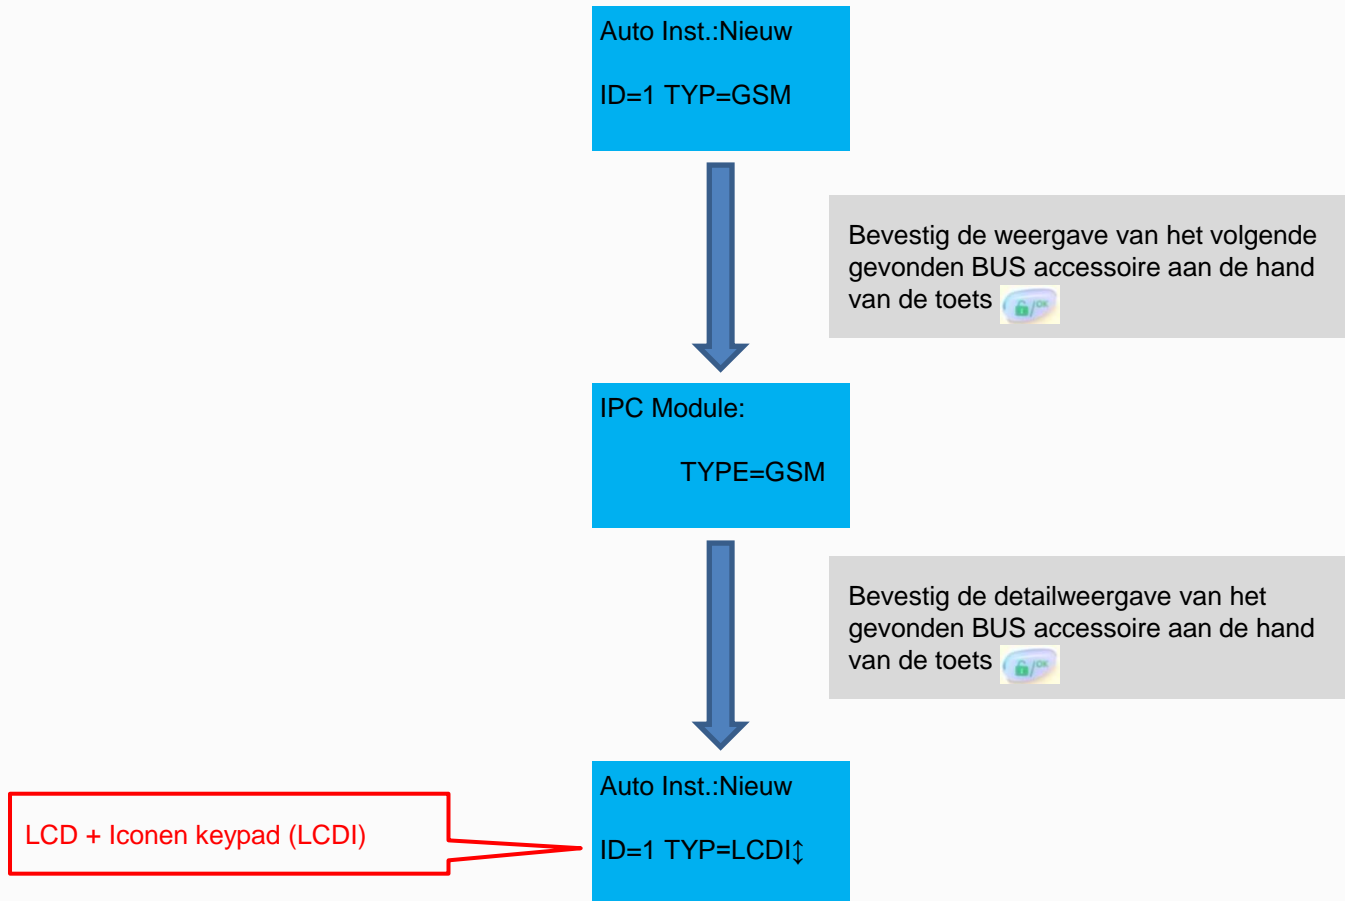 Auto Inst.:Nieuw
ID=1 TYP=GSM
Bevestig de weergave van het volgende
gevonden BUS accessoire aan de hand
van de toets /OK
IPC Module:
TYPE=GSM
Bevestig de detailweergave van het
gevonden BUS accessoire aan de hand
van de toets /OK
Auto Inst.:Nieuw
LCD + Iconen keypad (LCDI)
ID=1 TYP=LCDI↕